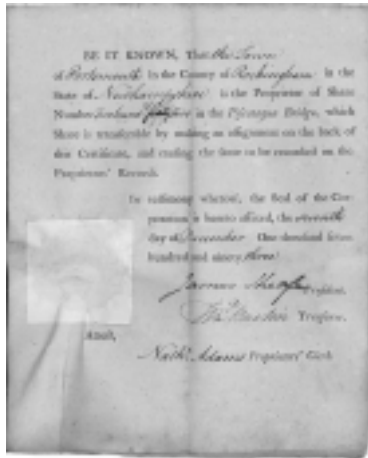 BE IT KNOWN, That the Town
of Portsmouth in the County of Rockingham in the
State of Newhampshire is the Proprietor of Share
Number in the Piscataqua Bridge, which
Share is transferable by making an assignment on the back of
this Certificate, and causing the same to be recorded on the
Proprietors' Records.
In testimony whereof, the Seal of the Cor-
poration is hereto affixed, the seventh
day of December One thousand seven
hundred and ninety three
James Sheafe President.
Treasurer.
Attest,
Nathl. Adams Proprietors' Clerk